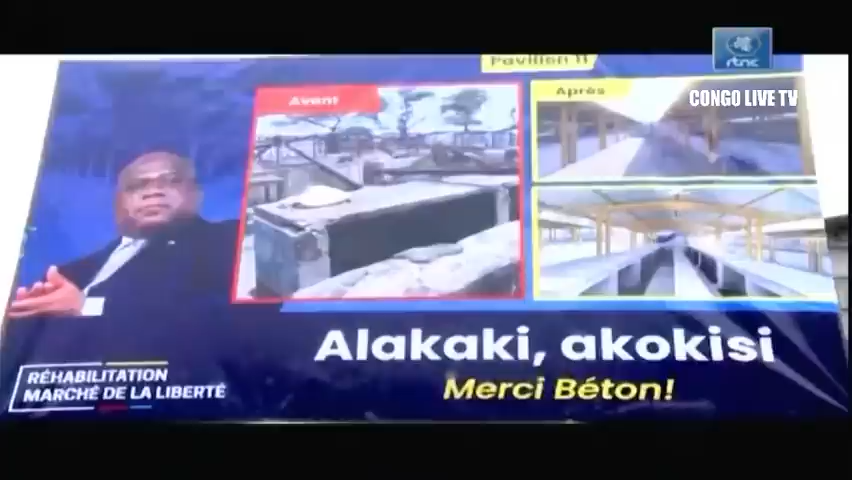 rtnc
CONGO LIVE TV
Pavillon 11
Avant
Après
Alakaki, akokisi
Merci Béton!
RÉHABILITATION
MARCHÉ DE LA LIBERTÉ